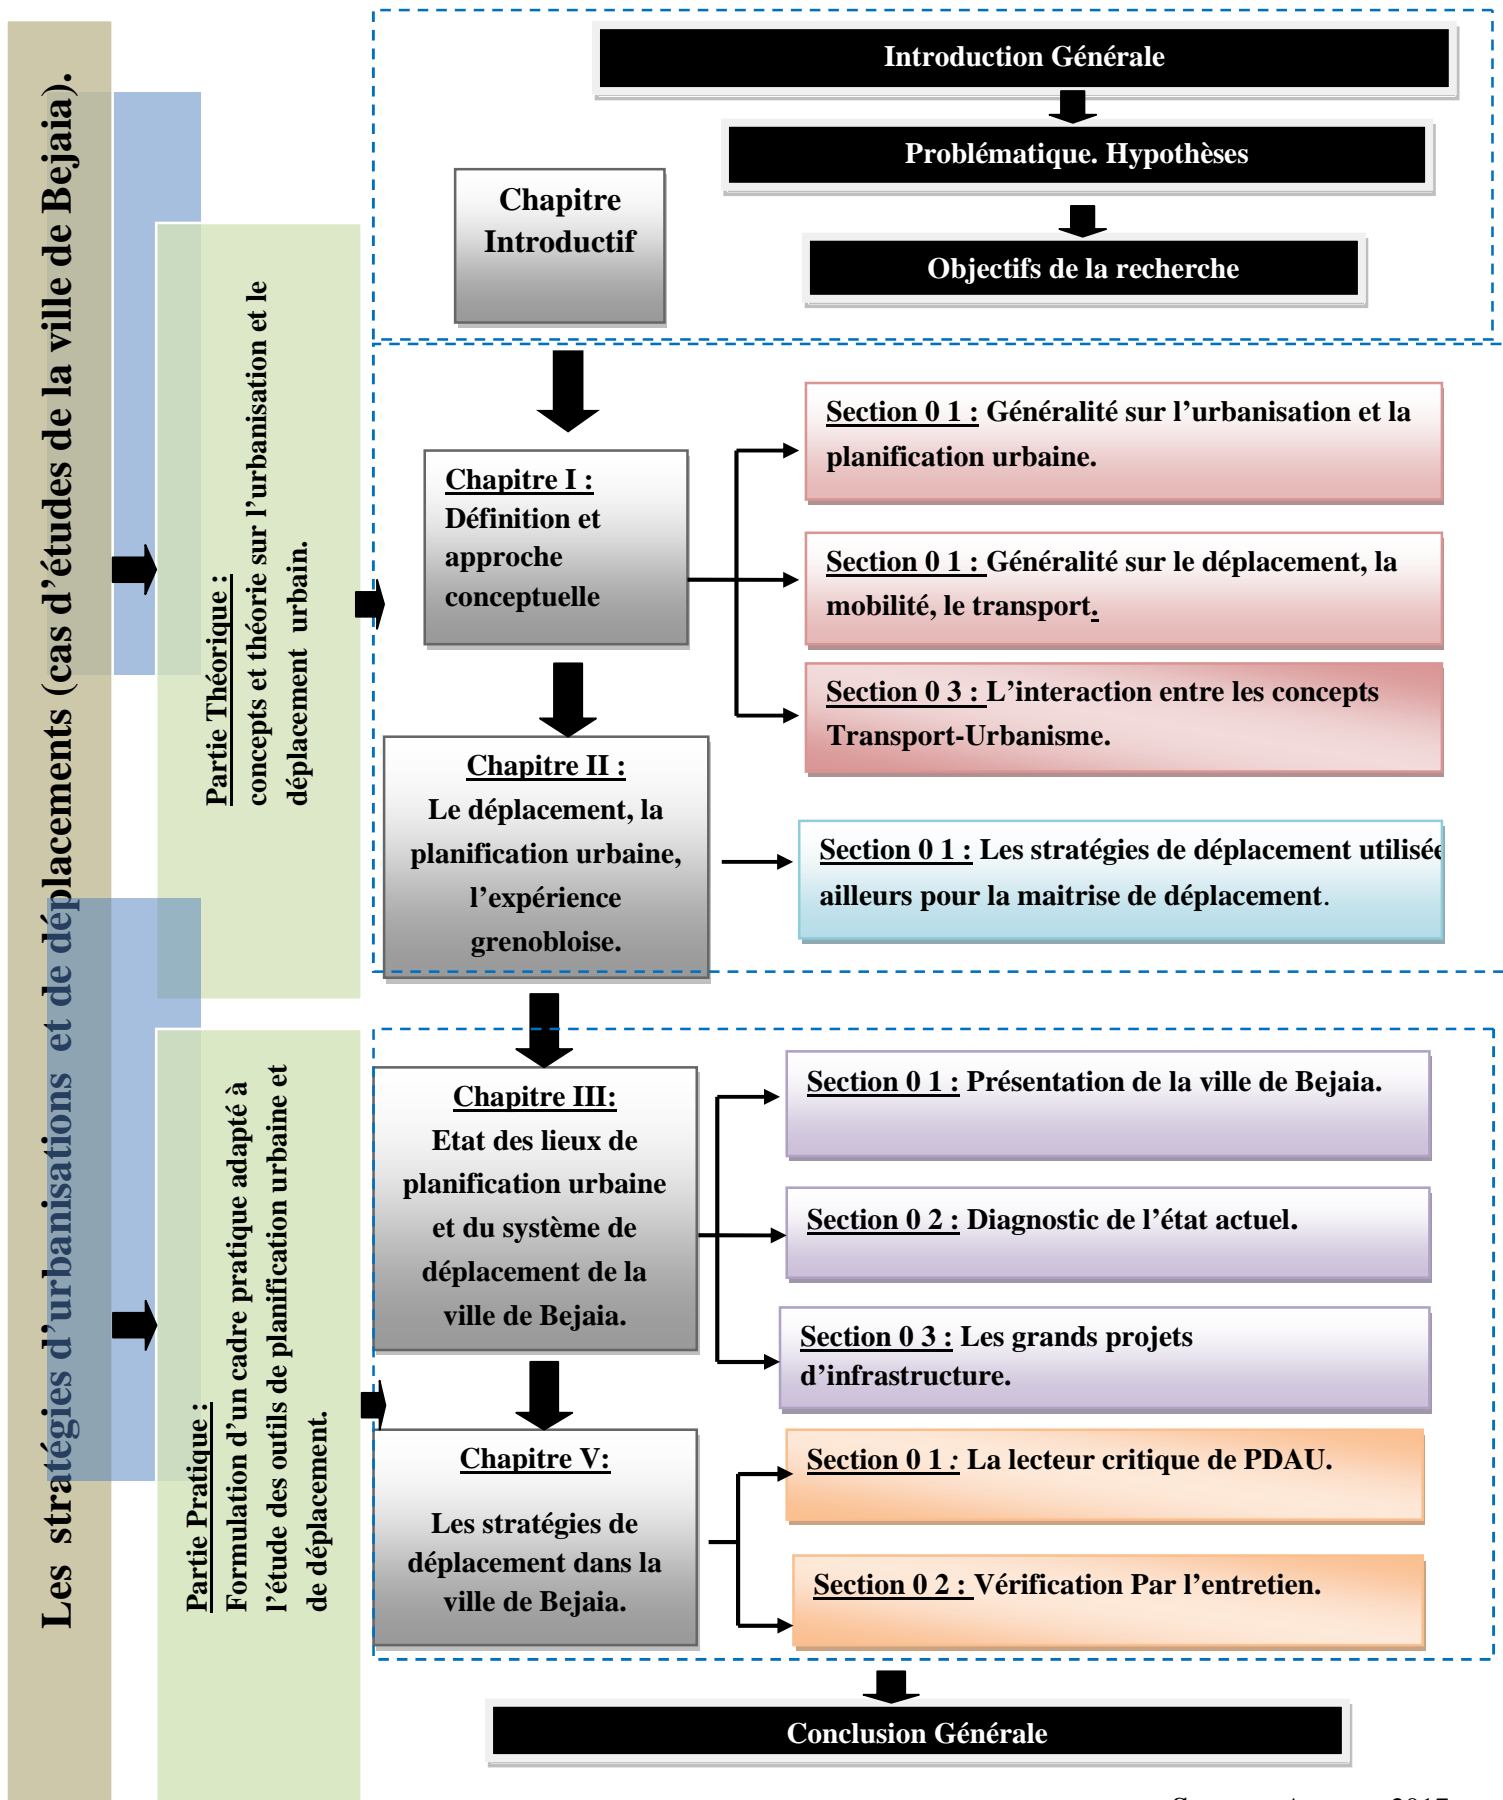 Les stratégies d'urbanisations et de déplacements (cas d'études de la ville de Bejaia).
Partie Théorique :
concepts et théorie sur l'urbanisation et le
déplacement urbain.
Partie Pratique :
Formulation d'un cadre pratique adapté à
l'étude des outils de planification urbaine et
de déplacement.
Introduction Générale
Problématique. Hypothèses
Objectifs de la recherche
Chapitre
Introductif
Chapitre I :
Définition et
approche
conceptuelle
Section 0 1 : Généralité sur l'urbanisation et la
planification urbaine.
Section 0 1 : Généralité sur le déplacement, la
mobilité, le transport.
Section 0 3 : L'interaction entre les concepts
Transport-Urbanisme.
Chapitre II :
Le déplacement, la
planification urbaine,
l'expérience
grenobloise.
Section 0 1 : Les stratégies de déplacement utilisée
ailleurs pour la maitrise de déplacement.
Chapitre III:
Etat des lieux de
planification urbaine
et du système de
déplacement de la
ville de Bejaia.
Section 0 1 : Présentation de la ville de Bejaia.
Section 0 2 : Diagnostic de l'état actuel.
Section 0 3 : Les grands projets
d'infrastructure.
Chapitre V:
Les stratégies de
déplacement dans la
ville de Bejaia.
Section 0 1 : La lecteur critique de PDAU.
Section 0 2 : Vérification Par l'entretien.
Conclusion Générale